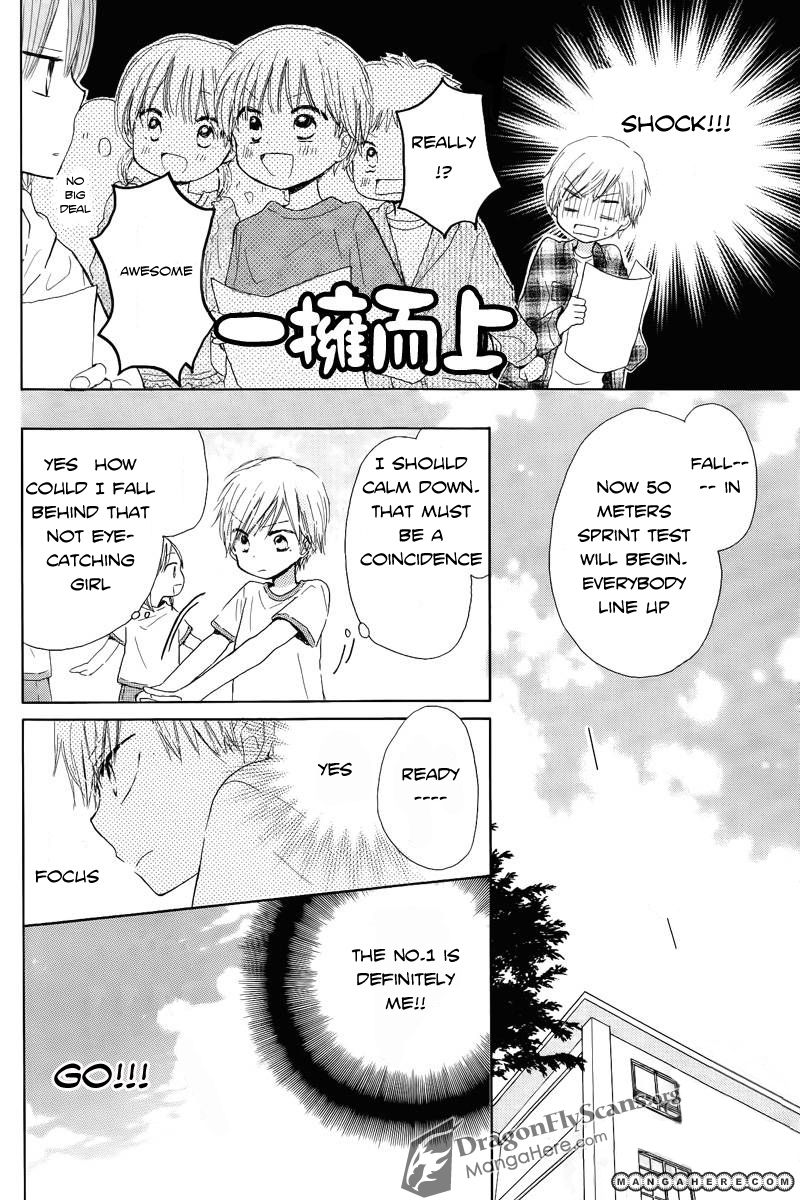 SHOCK!!!
REALLY
!?
NO
BIG
DEAL
AWESOME
一擁而上
FALL--
-- IN
NOW 50
METERS
SPRINT TEST
WILL BEGIN.
EVERYBODY
LINE UP
I SHOULD
CALM DOWN.
THAT MUST
BE A
COINCIDENCE
YES HOW
COULD I FALL
BEHIND THAT
NOT EYE-
CATCHING
GIRL
READY
----
YES
FOCUS
THE NO.1 IS
DEFINITELY
ME!!
GO!!!
DragonFlyScans.org
MangaHere.com
MANGAHERE.COM